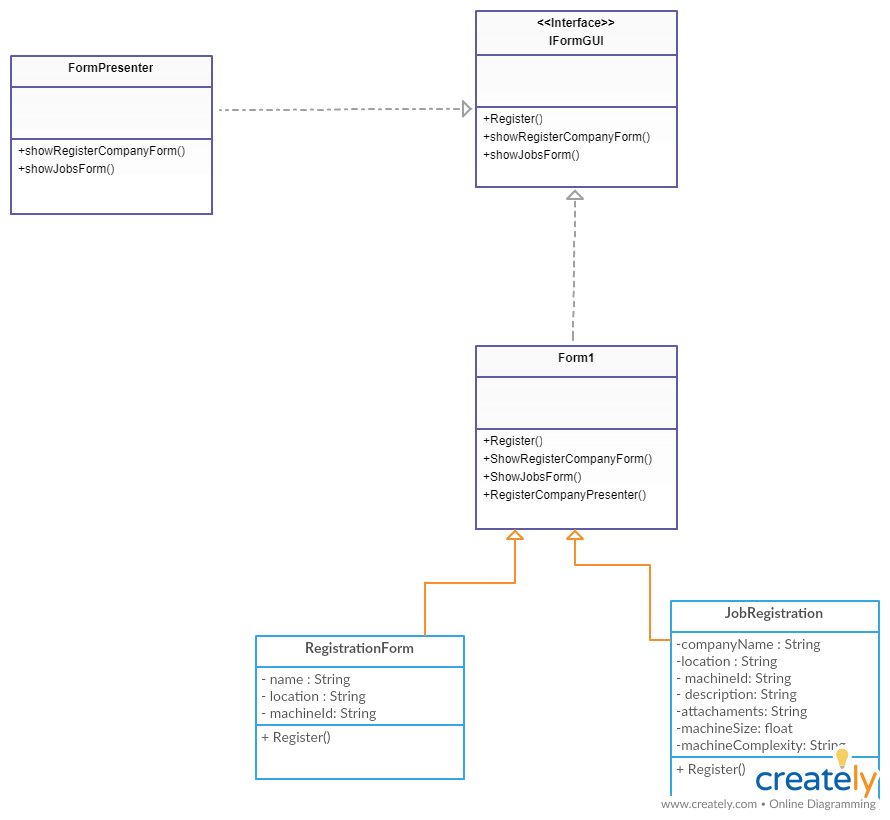 <<Interface>>
IFormGUI
+Register()
+showRegisterCompanyForm()
+showJobsForm()
FormPresenter
+showRegisterCompanyForm()
+showJobsForm()
Form1
+Register()
+ShowRegisterCompanyForm()
+ShowJobsForm()
+RegisterCompanyPresenter()
RegistrationForm
- name : String
- location : String
- machineId: String
+ Register()
JobRegistration
-companyName : String
-location : String
- machineId: String
- description: String
-attachaments: String
-machineSize: float
-machineComplexity: String
+ Register()
creately
www.creately.com • Online Diagramming